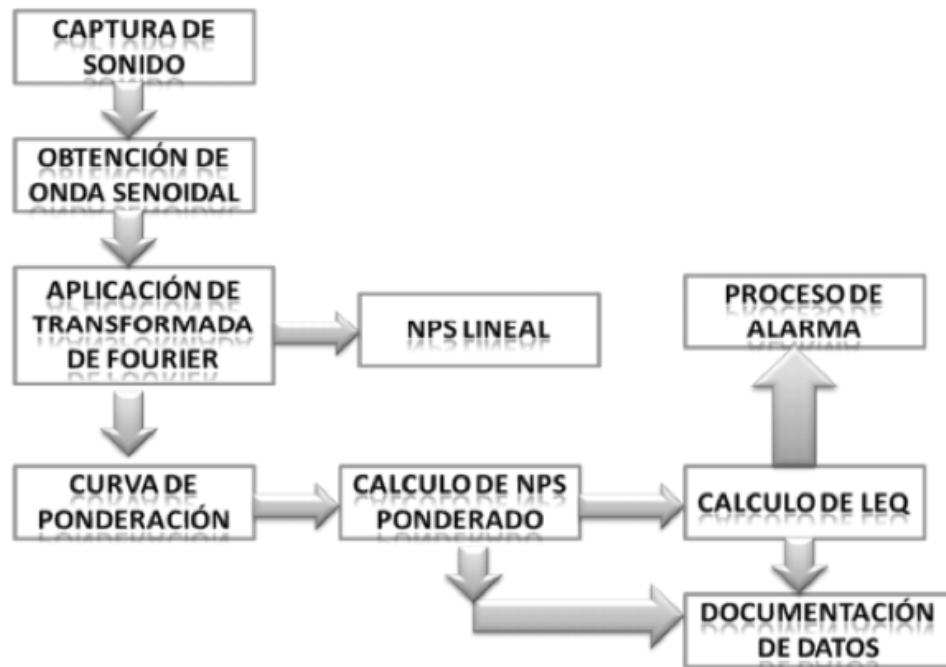 CAPTURA DE
SONIDO
OBTENCIÓN DE
ONDA SENOIDAL
APLICACIÓN DE
TRANSFORMADA
DE FOURIER
NPS LINEAL
PROCESO DE
ALARMA
CURVA DE
PONDERACIÓN
CALCULO DE NPS
PONDERADO
CALCULO DE LEQ
DOCUMENTACIÓN
DE DATOS